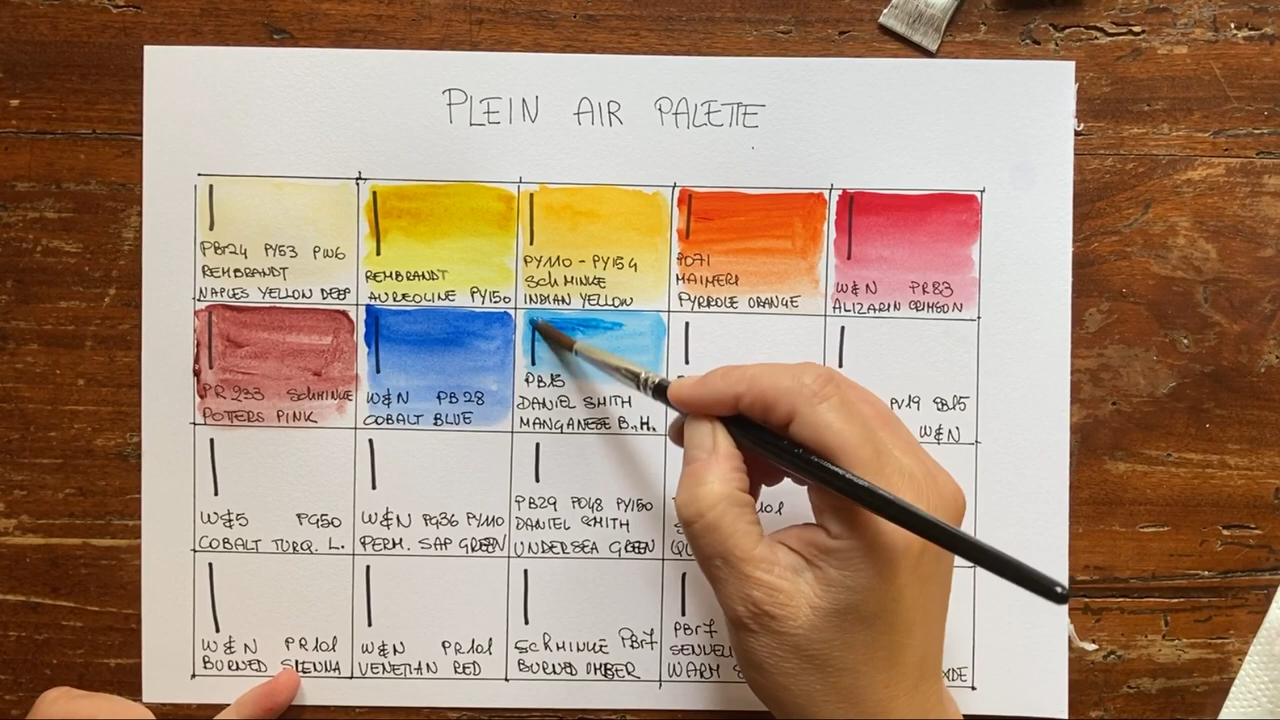 PLEIN AIR PALETTE
PBr24 PY53 PW6
REMBRANDT
NAPLES YELLOW DEEP
REMBRANDT
AUREOLINE PY150
PY110 - PY154
SCHMINKE
INDIAN YELLOW
PO71
MAIMERI
PYRROLE ORANGE
W&N PR83
ALIZARIN CRIMSON
PR233 SCHMINKE
POTTERS PINK
W&N PB28
COBALT BLUE
PB15
DANIEL SMITH
MANGANESE B.H.
PV19 PB15
W&N
W&5 PG50
COBALT TURQ. L.
W&N PG36 PY110
PERM. SAP GREEN
PB29 PO48 PY150
DANIEL SMITH
UNDERSEA GREEN
W&N PR101
BURNED SIENNA
W&N PR101
VENETIAN RED
SCHMINKE PBr7
BURNED UMBER
PBr7
WARM